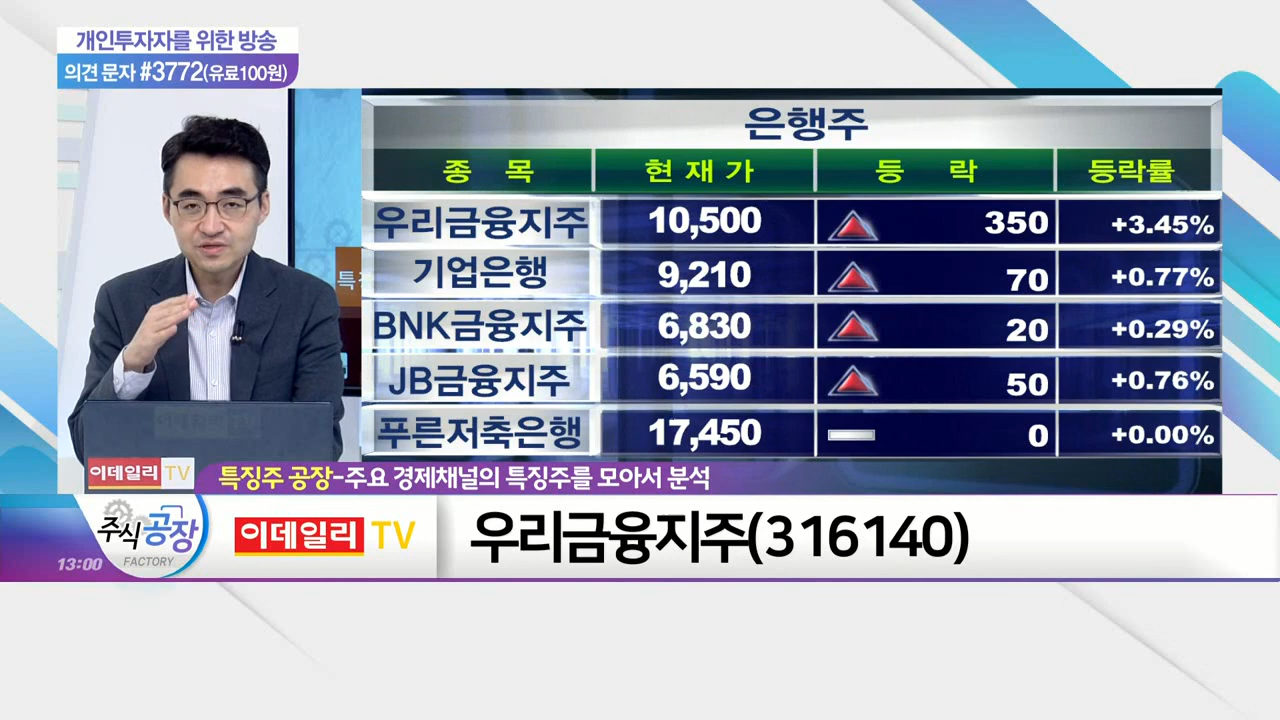 개인투자자를 위한 방송
의견 문자 #3772(유료100원)
은행주
종 목 현 재 가 등 락 등락률
우리금융지주 10,500 350 +3.45%
기업은행 9,210 70 +0.77%
BNK금융지주 6,830 20 +0.29%
JB금융지주 6,590 50 +0.76%
푸른저축은행 17,450 0 +0.00%
특
이데일리 TV
특징주 공장-주요 경제채널의 특징주를 모아서 분석
주식공장
FACTORY
13:00
이데일리 TV
우리금융지주(316140)